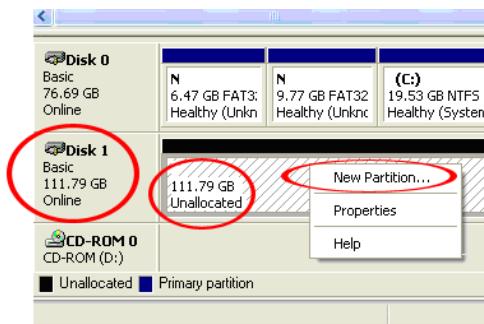 Disk 0
Basic
76.69 GB
Online
N
6.47 GB FAT3:
Healthy (Unkn
N
9.77 GB FAT32
Healthy (Unknc
(C:)
19.53 GB NTFS
Healthy (System
Disk 1
Basic
111.79 GB
Online
111.79 GB
Unallocated
New Partition...
Properties
Help
CD-ROM 0
CD-ROM (D:)
Unallocated Primary partition